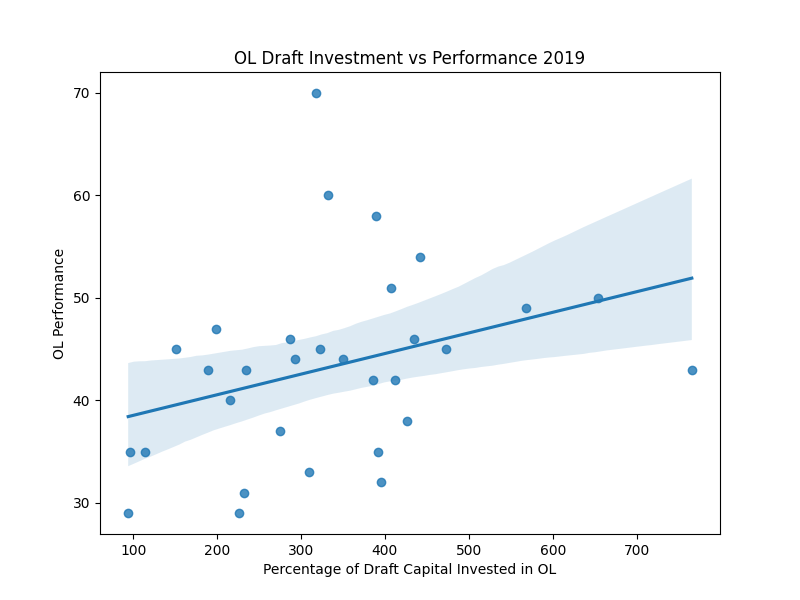 OL Draft Investment vs Performance 2019
70
60
50
40
30
OL Performance
100 200 300 400 500 600 700
Percentage of Draft Capital Invested in OL